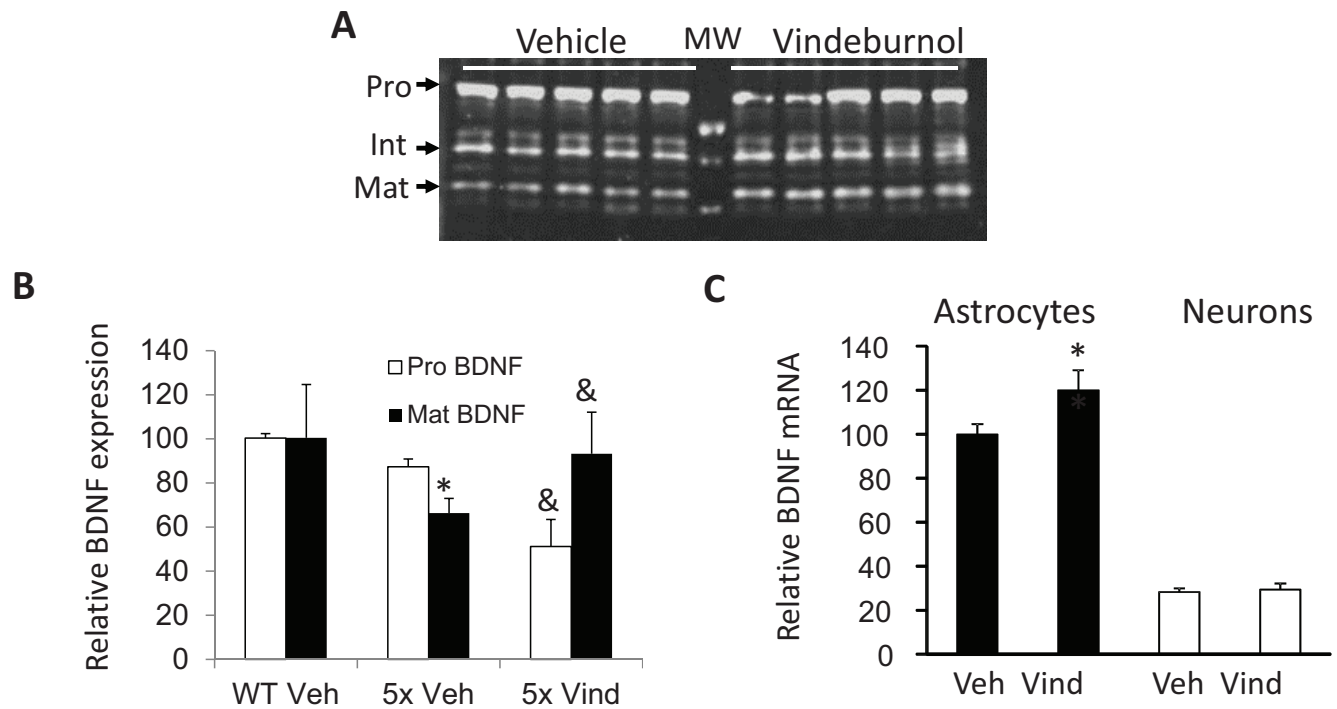 A
Vehicle MW Vindeburnol
Pro
Int
Mat
B
Relative BDNF expression
140
120
100
80
60
40
20
0
Pro BDNF
Mat BDNF
*
&
&
WT Veh 5x Veh 5x Vind
C
Astrocytes Neurons
Relative BDNF mRNA
140
120
100
80
60
40
20
0
*
*
Veh Vind Veh Vind